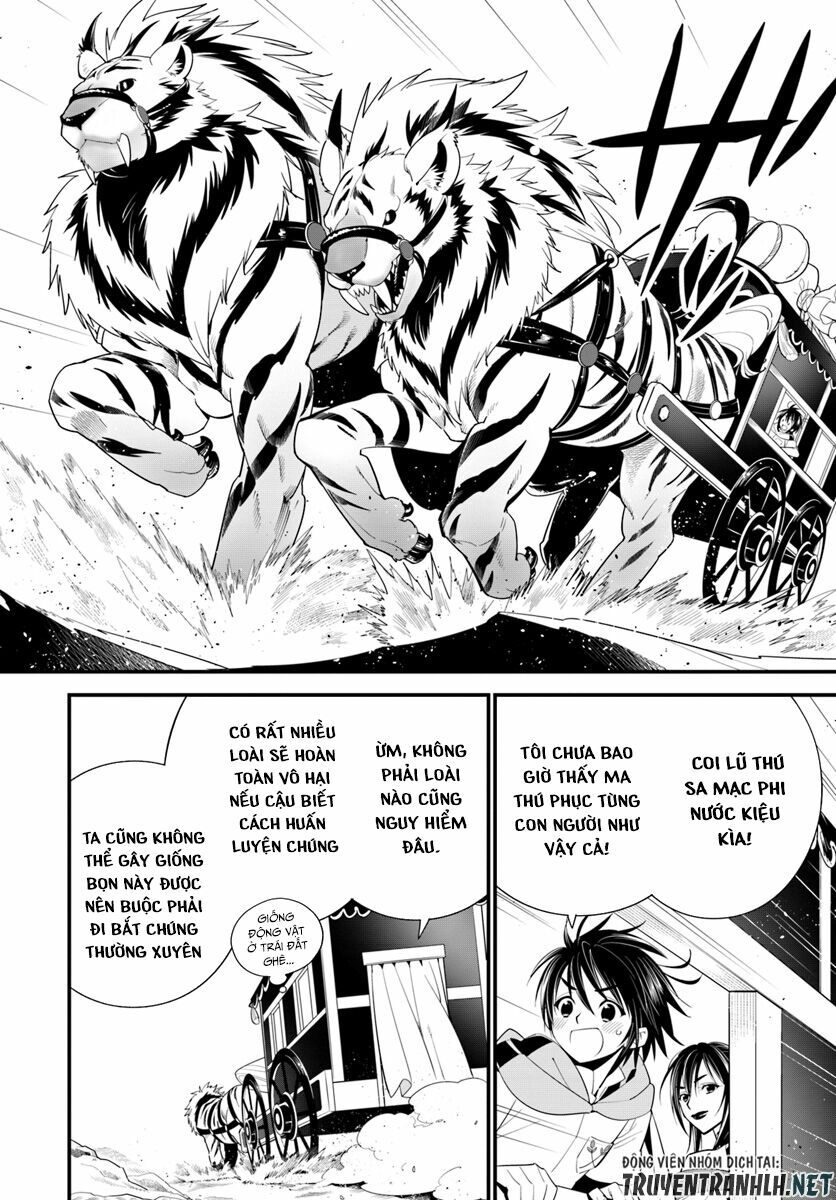 COI LŨ THÚ
SA MẠC PHI
NƯỚC KIỆU
KÌA!
TÔI CHƯA BAO
GIỜ THẤY MA
THÚ PHỤC TÙNG
CON NGƯỜI NHƯ
VẬY CẢ!
ỪM, KHÔNG
PHẢI LOÀI
NÀO CŨNG
NGUY HIỂM
ĐÂU.
CÓ RẤT NHIỀU
LOÀI SẼ HOÀN
TOÀN VÔ HẠI
NẾU CẬU BIẾT
CÁCH HUẤN
LUYỆN CHÚNG
TA CŨNG KHÔNG
THỂ GÂY GIỐNG
BỌN NÀY ĐƯỢC
NÊN BUỘC PHẢI
ĐI BẮT CHÚNG
THƯỜNG XUYÊN
GIỐNG
ĐỘNG VẬT
Ở TRÁI ĐẤT
GHÊ...
ĐỘNG VIÊN NHÓM DỊCH TẠI:
TRUYENTRANHLH.NET